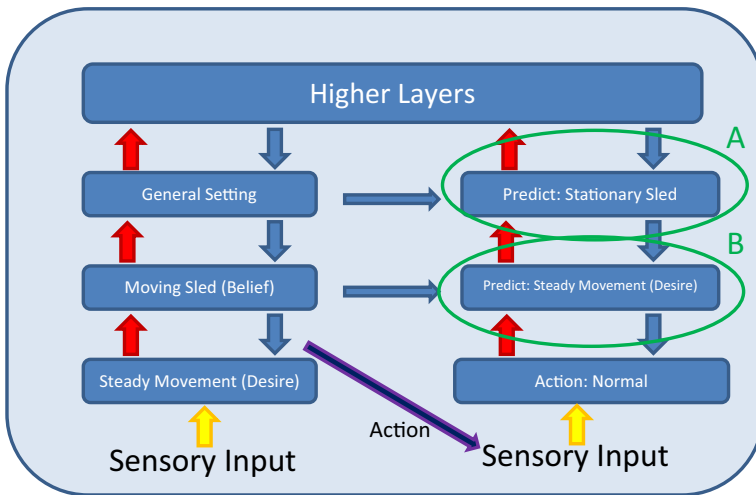 Higher Layers
A
General Setting
Predict: Stationary Sled
B
Moving Sled (Belief)
Predict: Steady Movement (Desire)
Steady Movement (Desire)
Action: Normal
Action
Sensory Input
Sensory Input